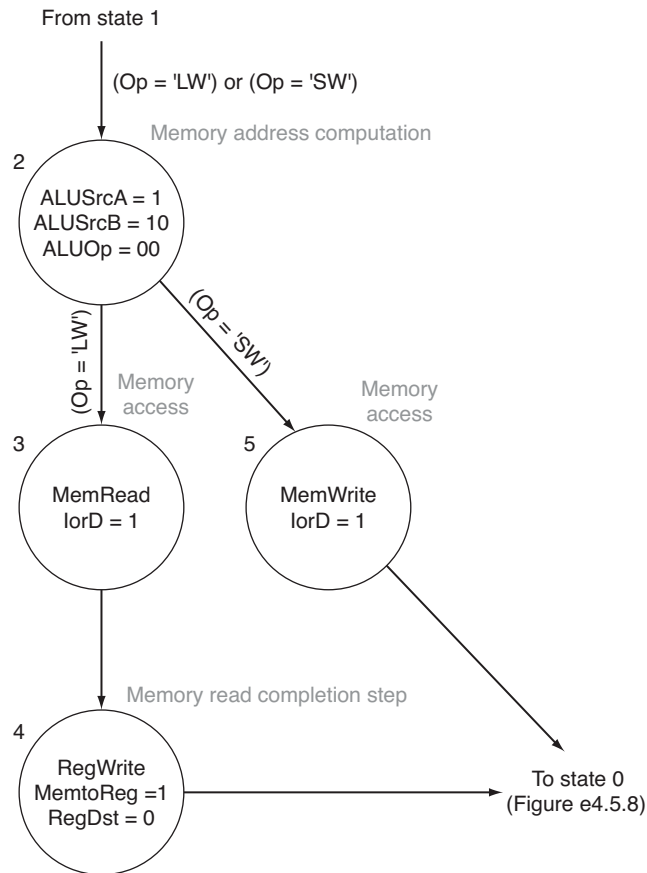 From state 1
(Op = 'LW') or (Op = 'SW')
Memory address computation
2
ALUSrcA = 1
ALUSrcB = 10
ALUOp = 00
(Op = 'LW')
(Op = 'SW')
Memory
access
Memory
access
3
MemRead
IorD = 1
5
MemWrite
IorD = 1
Memory read completion step
4
RegWrite
MemtoReg =1
RegDst = 0
To state 0
(Figure e4.5.8)